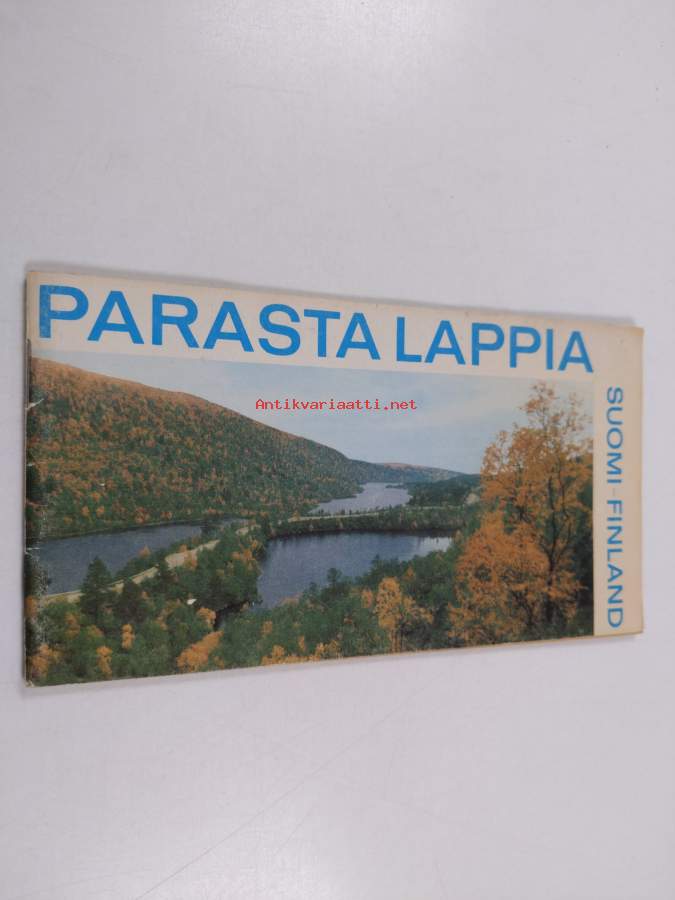 PARASTA LAPPIA
SUOMI-FINLAND
Antikvariaatti.net